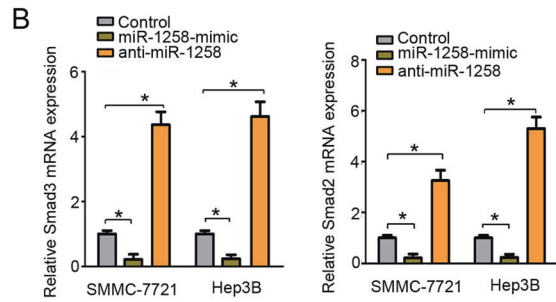 B
Control
miR-1258-mimic
anti-miR-1258
Relative Smad3 mRNA expression
6
4
2
0
*
*
*
*
SMMC-7721
Hep3B
Control
miR-1258-mimic
anti-miR-1258
Relative Smad2 mRNA expression
8
6
4
2
0
*
*
*
*
SMMC-7721
Hep3B